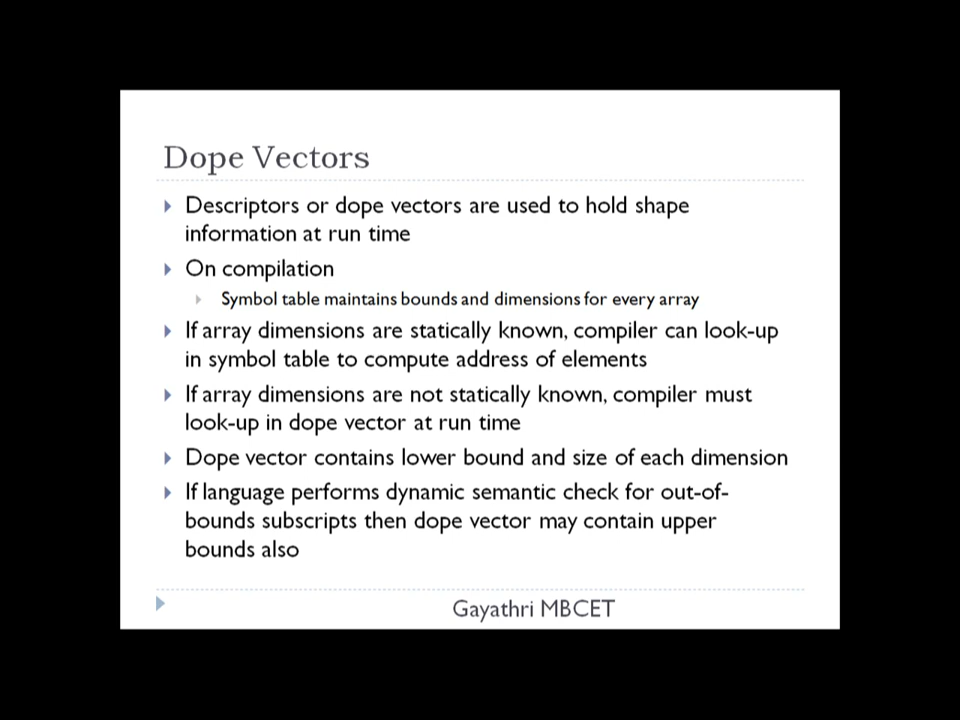 Dope Vectors
Descriptors or dope vectors are used to hold shape
information at run time
On compilation
Symbol table maintains bounds and dimensions for every array
If array dimensions are statically known, compiler can look-up
in symbol table to compute address of elements
If array dimensions are not statically known, compiler must
look-up in dope vector at run time
Dope vector contains lower bound and size of each dimension
If language performs dynamic semantic check for out-of-
bounds subscripts then dope vector may contain upper
bounds also
Gayathri MBCET